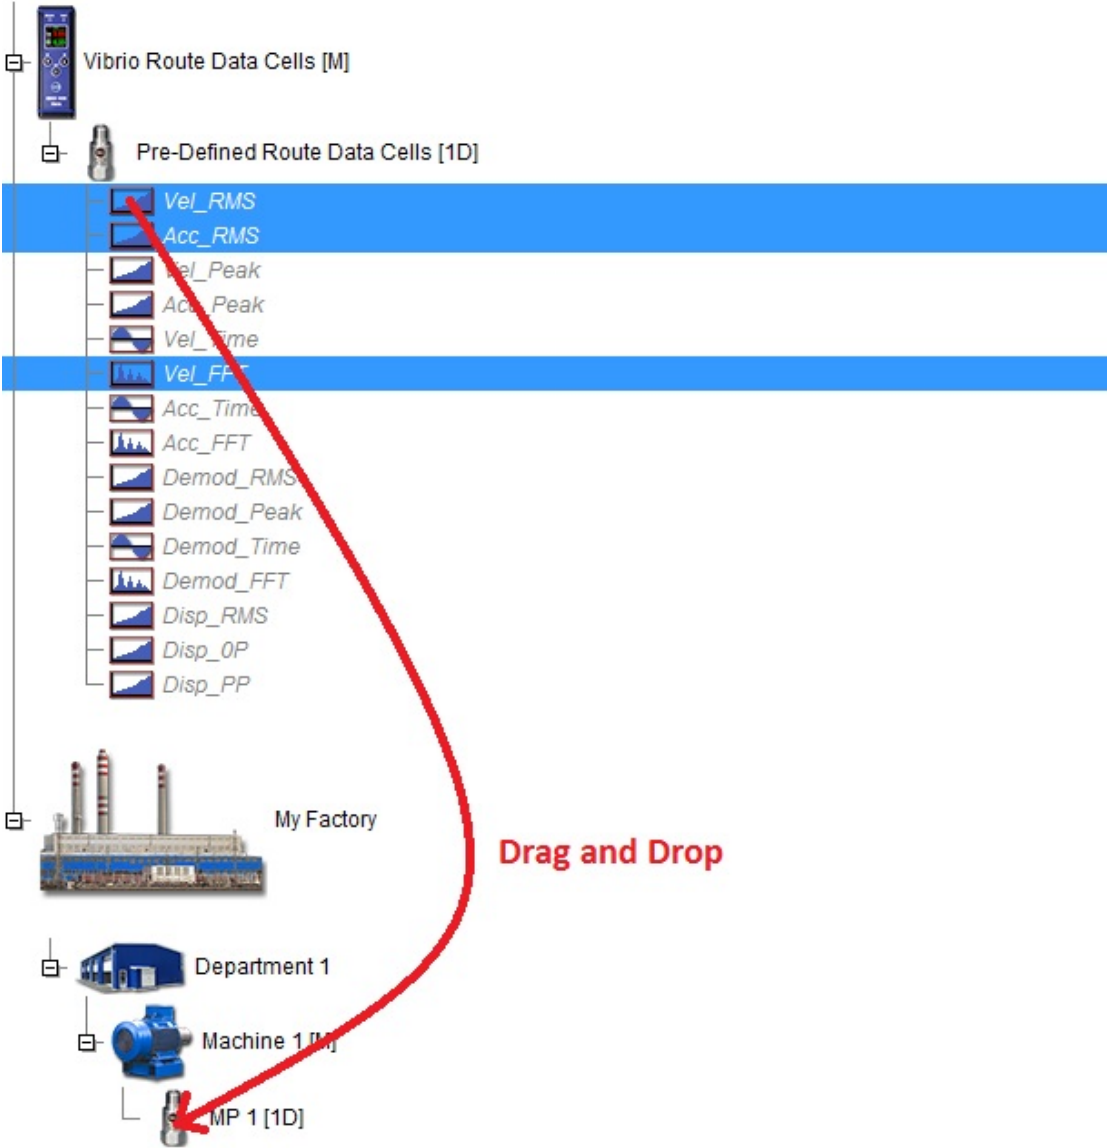 Vibrio Route Data Cells [M]
Pre-Defined Route Data Cells [1D]
Vel_RMS
Acc_RMS
Vel_Peak
Acc_Peak
Vel_Time
Vel_FFT
Acc_Time
Acc_FFT
Demod_RMS
Demod_Peak
Demod_Time
Demod_FFT
Disp_RMS
Disp_0P
Disp_PP
My Factory
Drag and Drop
Department 1
Machine 1 [M]
MP 1 [1D]